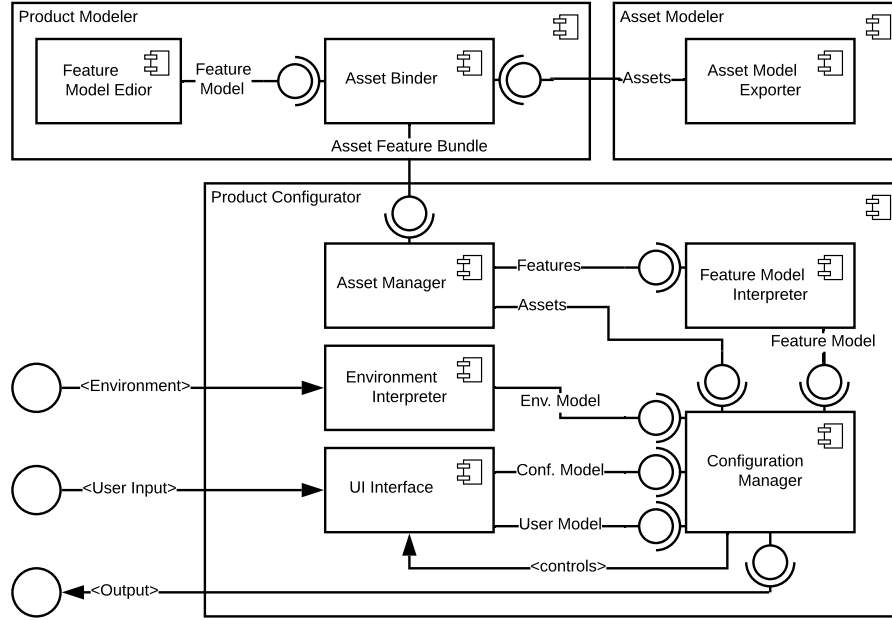 Product Modeler
Asset Modeler
Feature
Model Edior
Feature
Model
Asset Binder
Assets
Asset Model
Exporter
Asset Feature Bundle
Product Configurator
Asset Manager
Features
Feature Model
Interpreter
Assets
Feature Model
<Environment>
Environment
Interpreter
Env. Model
Configuration
Manager
<User Input>
UI Interface
Conf. Model
User Model
<controls>
<Output>